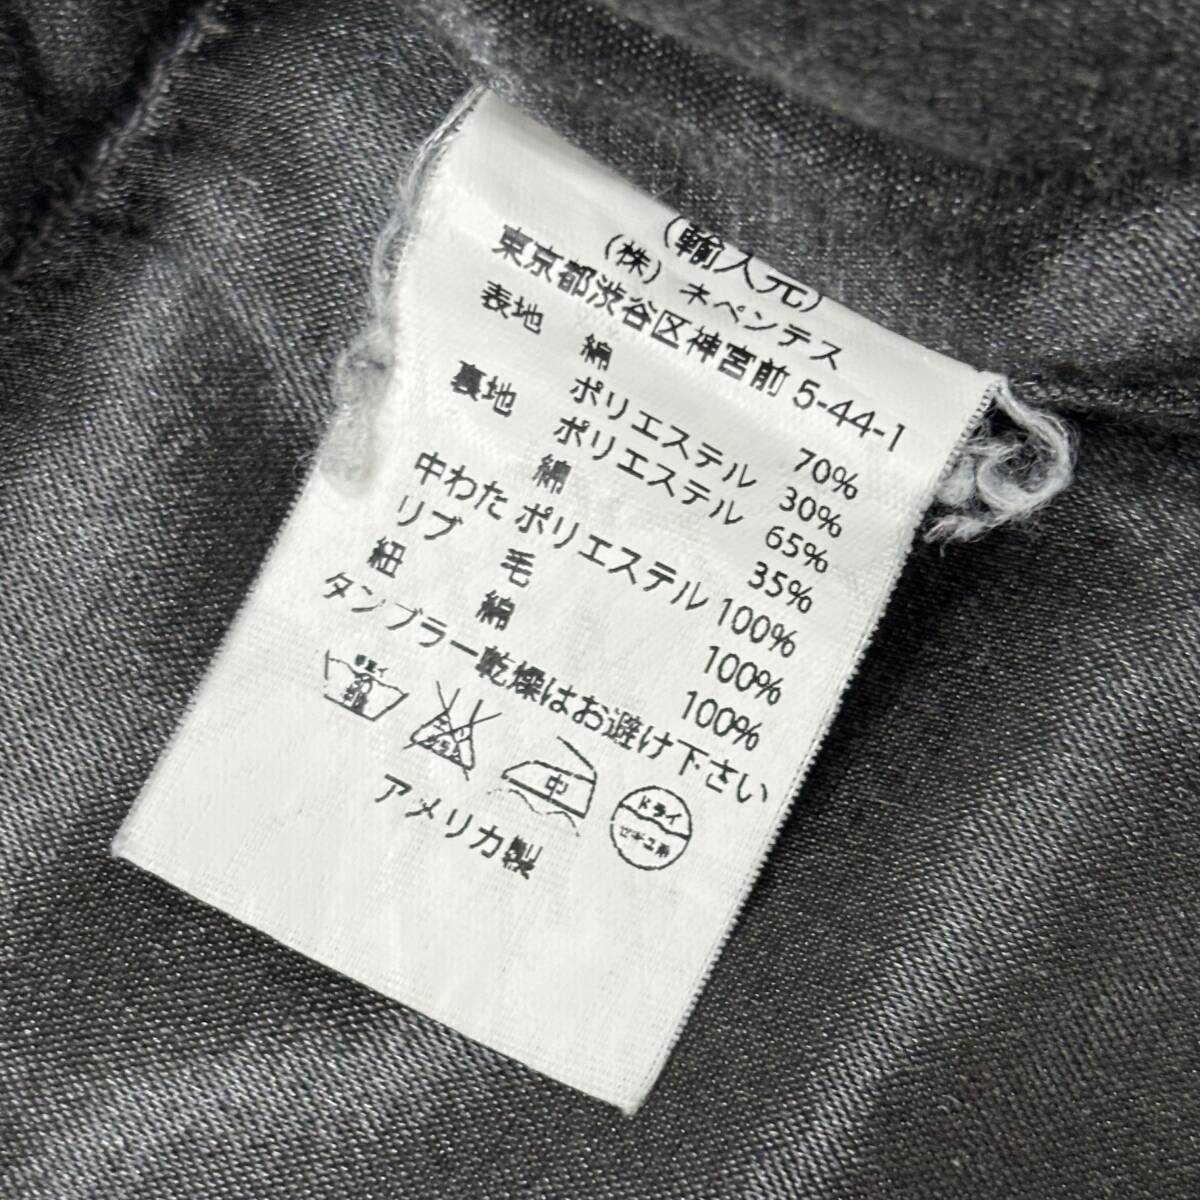 (輸入元)
(株) ネペンテス
東京都渋谷区神宮前 5-44-1
表地 綿 70%
ポリエステル 30%
裏地 ポリエステル 65%
綿 35%
中わた ポリエステル 100%
リブ 毛 100%
紐 綿 100%
タンブラー乾燥はお避け下さい
中
ドライ
セキユ系
アメリカ製